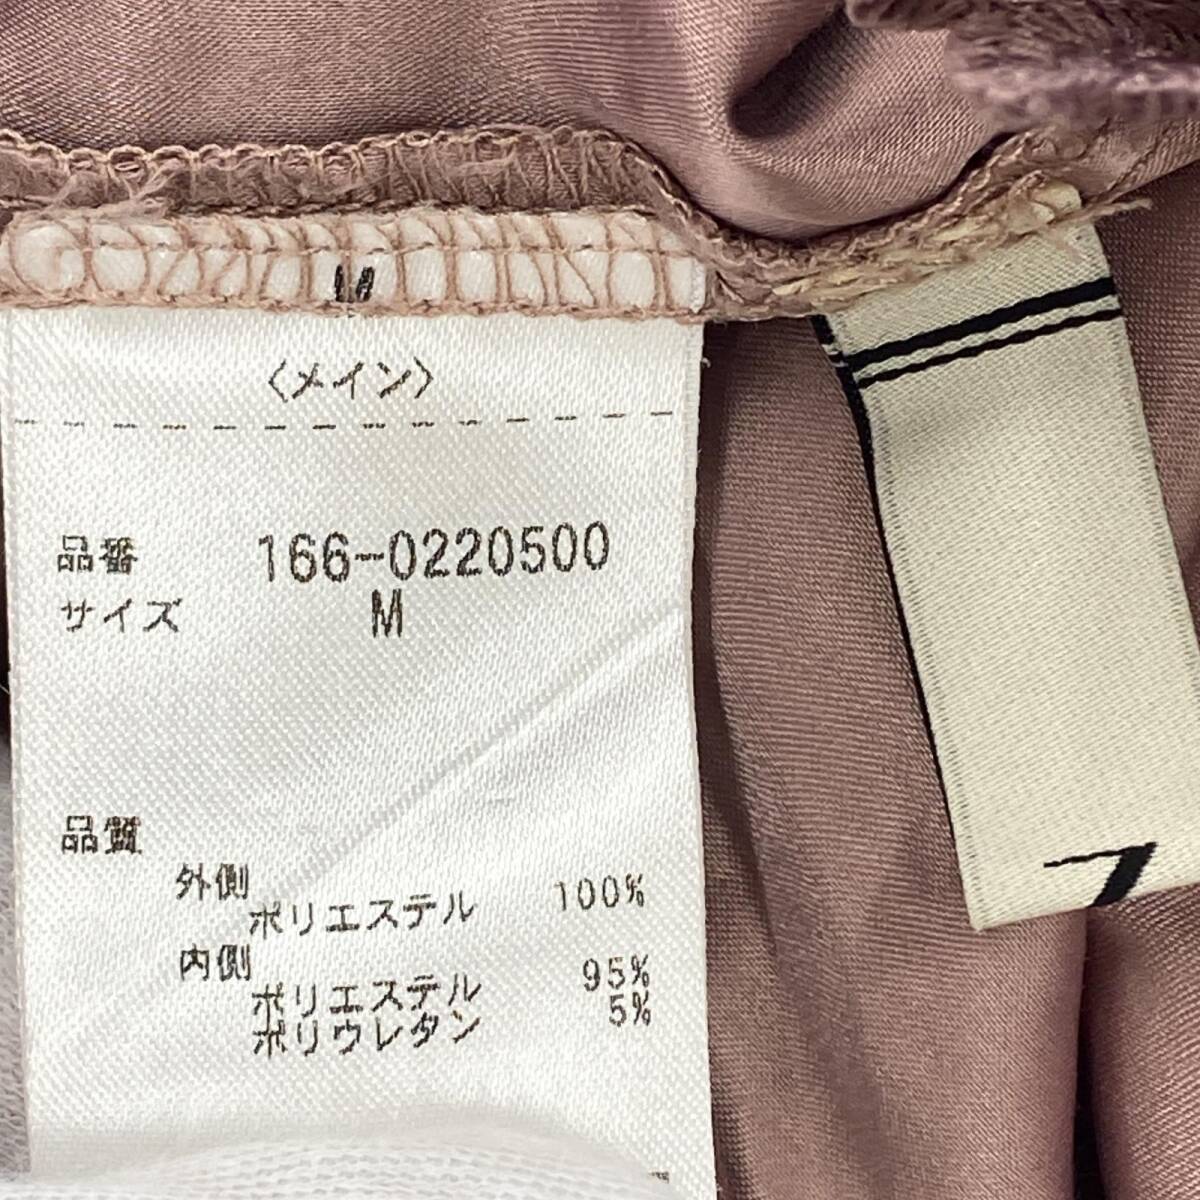 〈メイン〉
品番 166-0220500
サイズ M
品質
外側
ポリエステル 100%
内側
ポリエステル 95%
ポリウレタン 5%